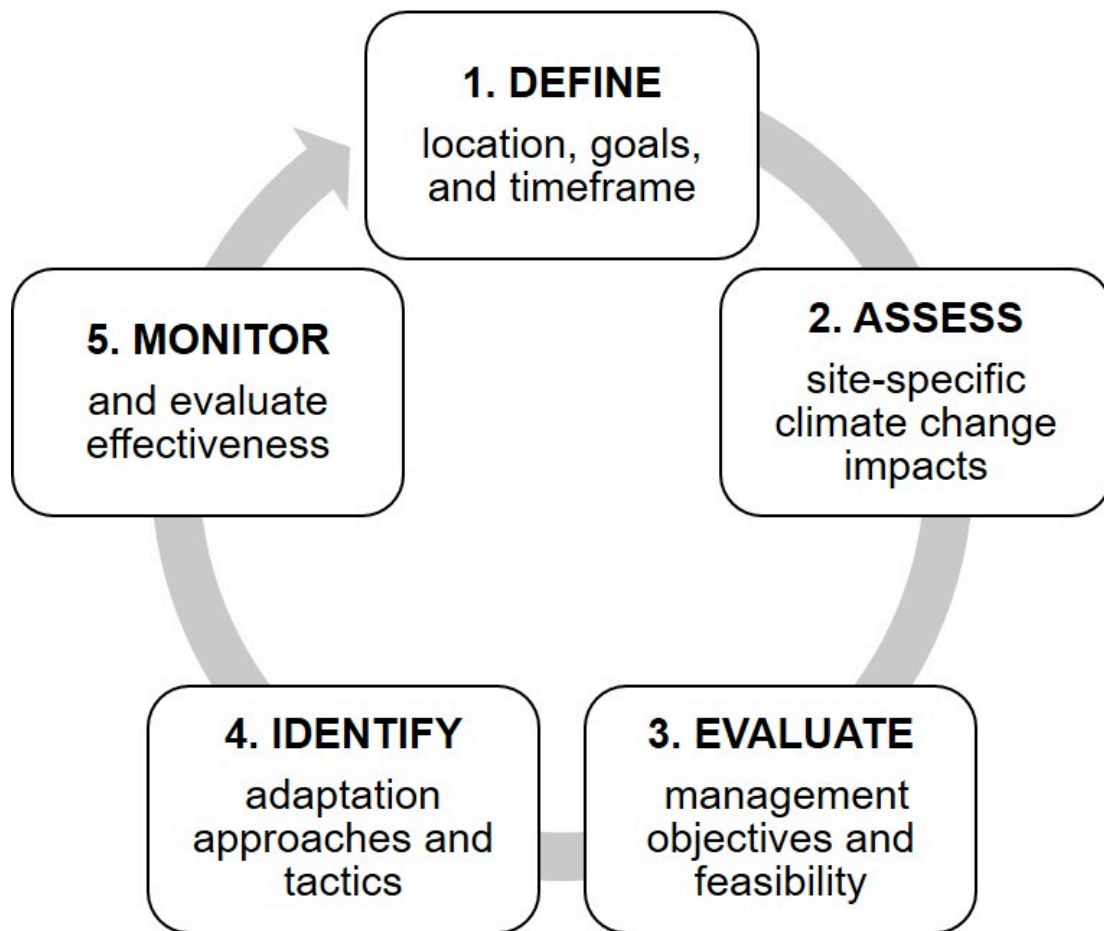 1. DEFINE
location, goals,
and timeframe
2. ASSESS
site-specific
climate change
impacts
3. EVALUATE
management
objectives and
feasibility
4. IDENTIFY
adaptation
approaches and
tactics
5. MONITOR
and evaluate
effectiveness